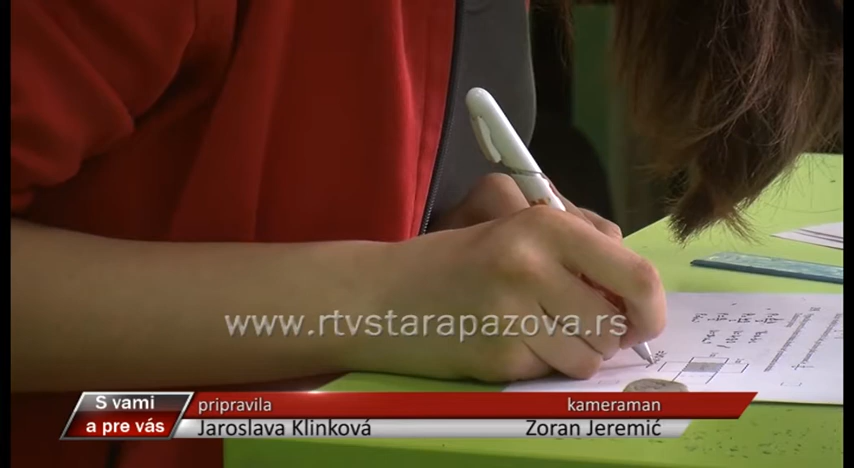 www.rtvstarapazova.rs
S vami
a pre vás
pripravila
kameraman
Jaroslava Klinková
Zoran Jeremić